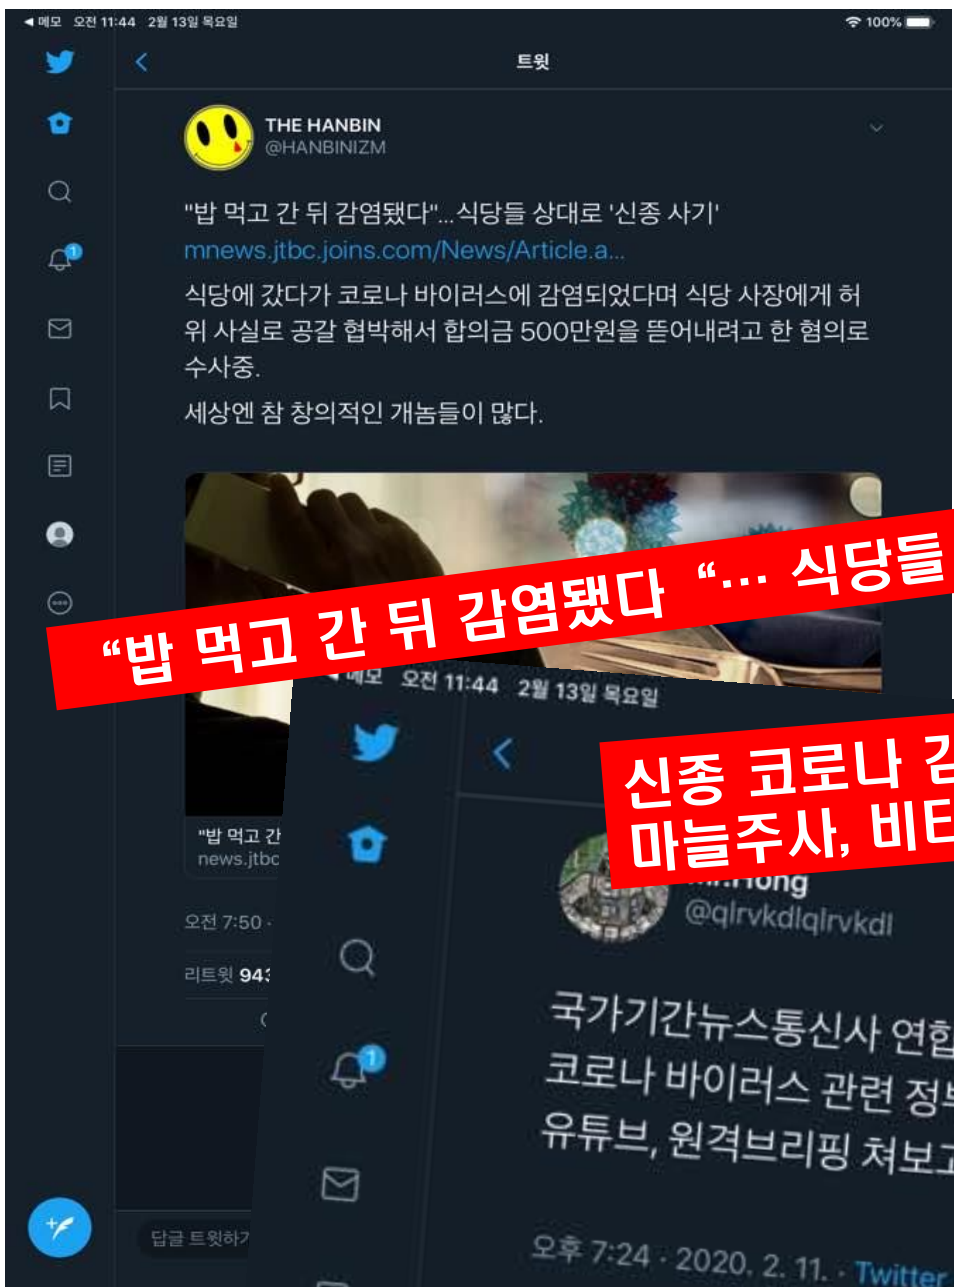 메모 오전 11:44 2월 13일 목요일
100%
트윗
THE HANBIN
@HANBINIZM
"밥 먹고 간 뒤 감염됐다"...식당들 상대로 '신종 사기'
mnews.jtbc.joins.com/News/Article.a...
식당에 갔다가 코로나 바이러스에 감염되었다며 식당 사장에게 허
위 사실로 공갈 협박해서 합의금 500만원을 뜯어내려고 한 혐의로
수사중.
세상엔 참 창의적인 개놈들이 많다.
“밥 먹고 간 뒤 감염됐다 “… 식당들
메모 오전 11:44 2월 13일 목요일
신종 코로나
마늘주사,
"밥 먹고 간
news.jtbc
Mr.Hong
@qlrvkdlqlrvkdl
오전 7:50 ·
리트윗 943
국가기간뉴스통신사 연합
코로나 바이러스 관련 정부
유튜브, 원격브리핑 쳐보고
답글 트윗하기
오후 7:24 · 2020. 2. 11. · Twitter